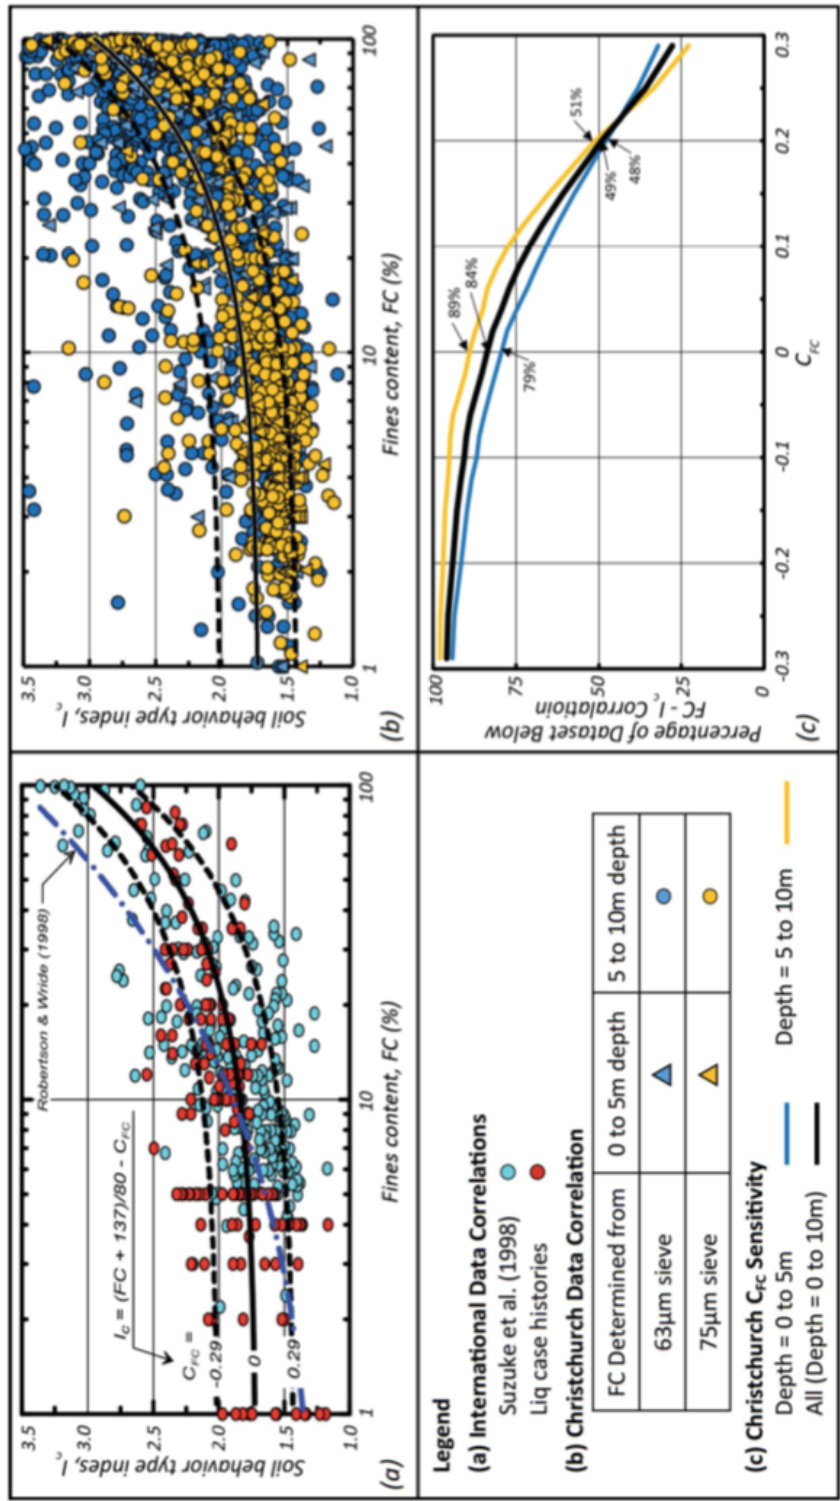 3.5
3.0
2.5
2.0
1.5
1.0
Soil behavior type indes, I_c
Robertson & Wride (1998)
I_C = (FC + 137)/80 - C_FC
C_FC =
-0.29
0
0.29
1
10
100
Fines content, FC (%)
(a)
3.5
3.0
2.5
2.0
1.5
1.0
Soil behavior type indes, I_c
1
10
100
Fines content, FC (%)
(b)
Legend
(a) International Data Correlations
Suzuke et al. (1998)
Liq case histories
(b) Christchurch Data Correlation
FC Determined from 0 to 5m depth 5 to 10m depth
63µm sieve
75µm sieve
(c) Christchurch C_FC Sensitivity
Depth = 0 to 5m Depth = 5 to 10m
All (Depth = 0 to 10m)
100
75
50
25
0
Percentage of Dataset Below
FC - I_c Corralatioin
89%
84%
79%
51%
49%
48%
-0.3
-0.2
-0.1
0
0.1
0.2
0.3
C_FC
(c)